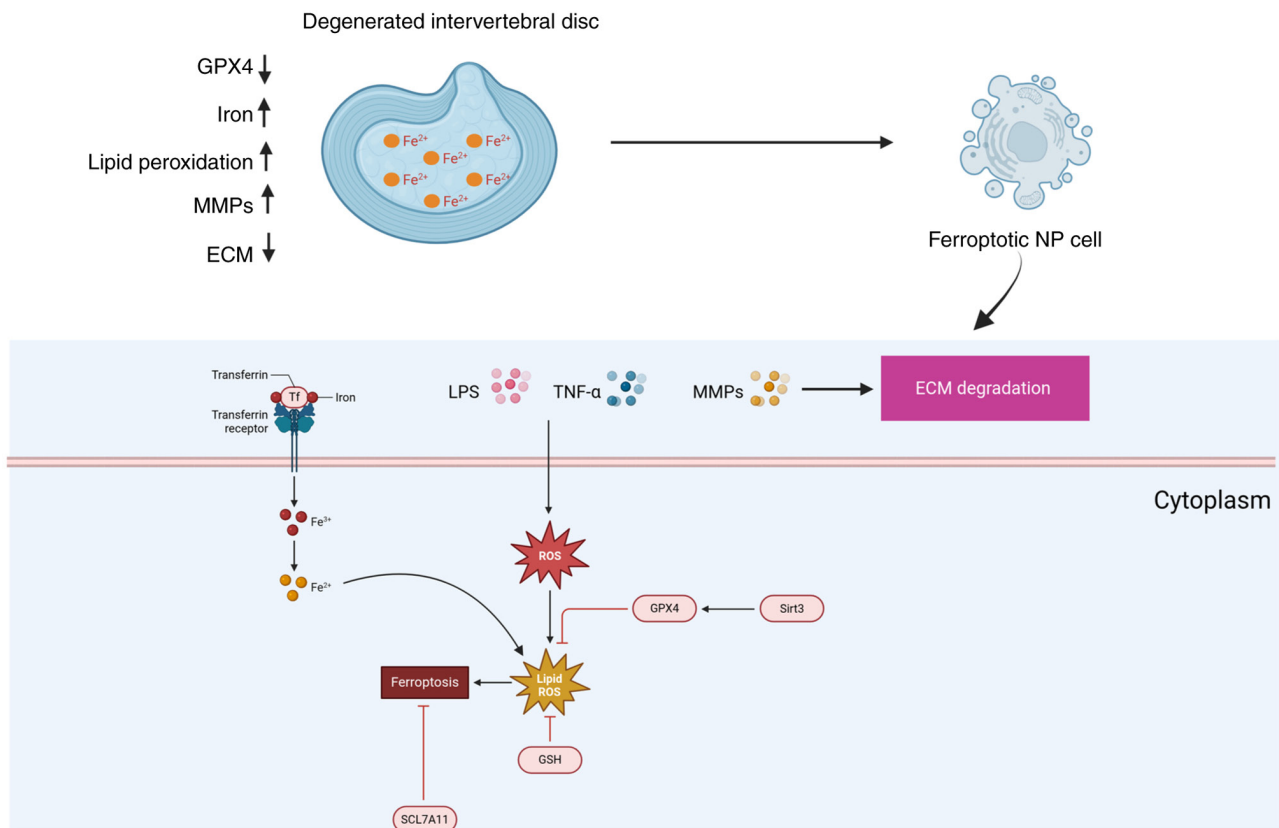 Degenerated intervertebral disc
GPX4
Iron
Lipid peroxidation
MMPs
ECM
Fe²⁺
Fe²⁺
Fe²⁺
Fe²⁺
Fe²⁺
Fe²⁺
Ferroptotic NP cell
Transferrin
Tf
Iron
Transferrin
receptor
LPS
TNF-α
MMPs
ECM degradation
Cytoplasm
Fe³⁺
Fe²⁺
ROS
GPX4
Sirt3
Lipid
ROS
Ferroptosis
GSH
SCL7A11